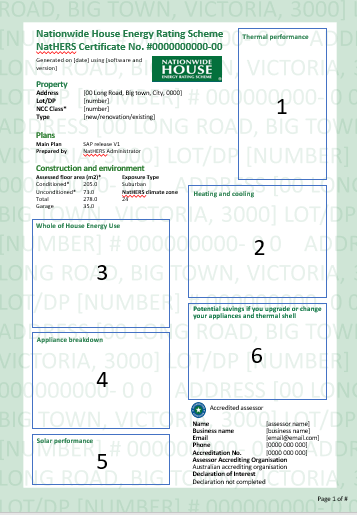 Nationwide House Energy Rating Scheme
NatHERS Certificate No. #0000000000-00
Generated on [date] using [software and
version]
NATIONWIDE
HOUSE
ENERGY RATING SCHEME
Property
Address [00 Long Road, Big town, City, 0000]
Lot/DP [number]
NCC Class* [number]
Type [new/renovation/existing]
Plans
Main Plan SAP release V1
Prepared by NatHERS Administrator
Construction and environment
Assessed floor area (m2)* Exposure Type
Conditioned* 205.0 Suburban
Unconditioned* 73.0 NatHERS climate zone
Total 278.0 24
Garage 35.0
Thermal performance
1
Heating and cooling
2
Whole of House Energy Use
3
Appliance breakdown
4
Solar performance
5
Potential savings if you upgrade or change
your appliances and thermal shell
6
Accredited assessor
Name [assessor name]
Business name [business name]
Email [email@email.com]
Phone [0000 000 000]
Accreditation No. [0000 000 000]
Assessor Accrediting Organisation
Australian accrediting organisation
Declaration of Interest
Declaration not completed
Page 1 of #